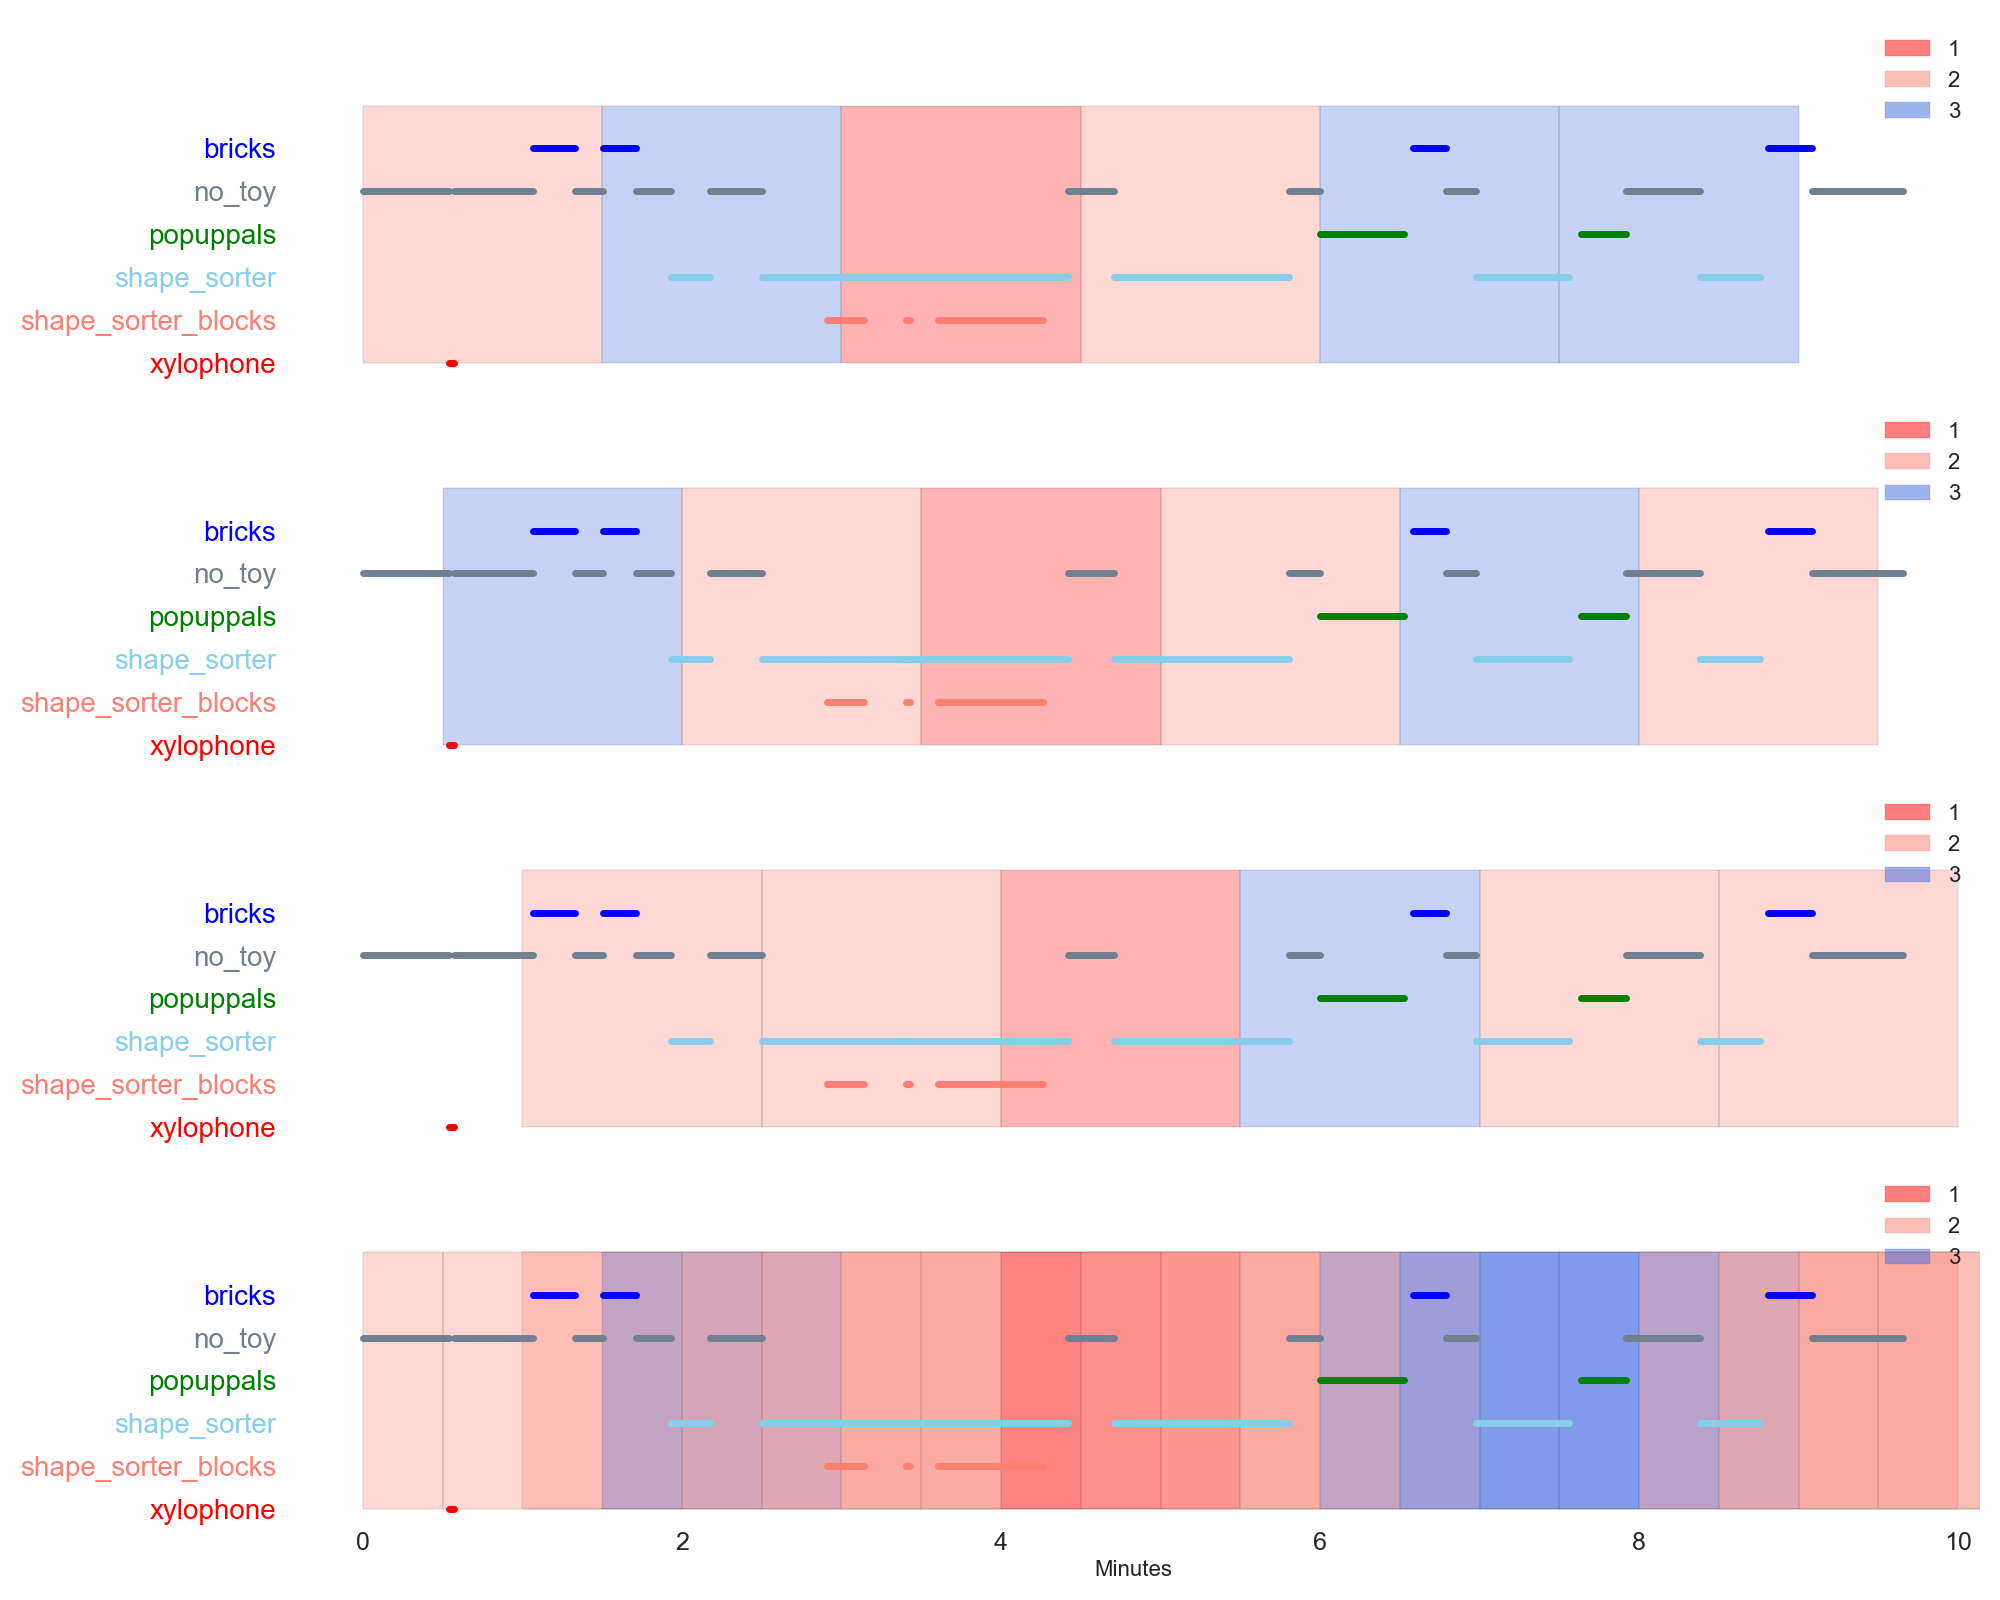 1
2
3
bricks
no_toy
popuppals
shape_sorter
shape_sorter_blocks
xylophone
1
2
3
bricks
no_toy
popuppals
shape_sorter
shape_sorter_blocks
xylophone
1
2
3
bricks
no_toy
popuppals
shape_sorter
shape_sorter_blocks
xylophone
1
2
3
bricks
no_toy
popuppals
shape_sorter
shape_sorter_blocks
xylophone
0 2 4 6 8 10
Minutes